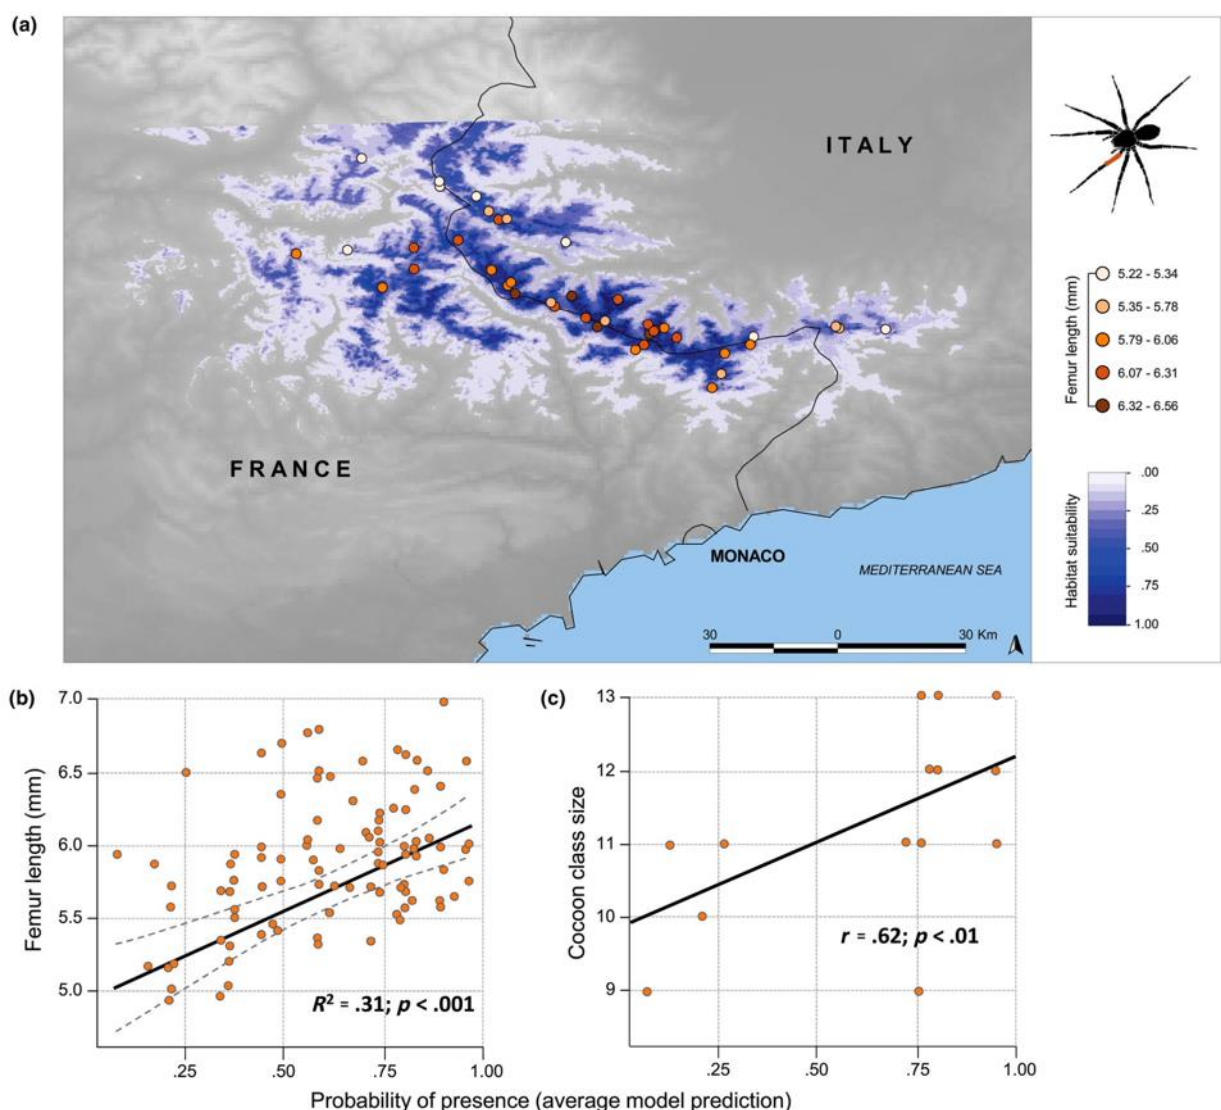 (a)
ITALY
FRANCE
MONACO
MEDITERRANEAN SEA
30 0 30 Km
Femur length (mm)
5.22 - 5.34
5.35 - 5.78
5.79 - 6.06
6.07 - 6.31
6.32 - 6.56
Habitat suitability
.00
.25
.50
.75
1.00
(b)
Femur length (mm)
7.0
6.5
6.0
5.5
5.0
R² = .31; p < .001
.25 .50 .75 1.00
(c)
Cocoon class size
13
12
11
10
9
r = .62; p < .01
.25 .50 .75 1.00
Probability of presence (average model prediction)